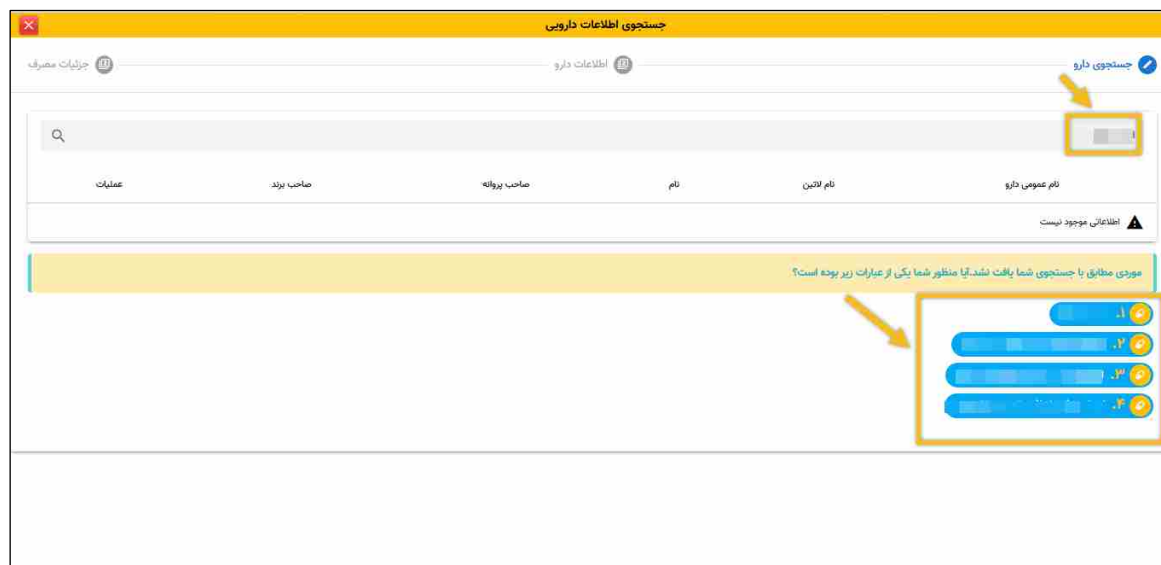 جستجوی اطلاعات دارویی
جستجوی دارو
اطلاعات دارو
جزئیات مصرف
نام عمومی دارو
نام لاتین
نام
صاحب پروانه
صاحب برند
عملیات
اطلاعاتی موجود نیست
موردی مطابق با جستجوی شما یافت نشد.آیا منظور شما یکی از عبارات زیر بوده است؟
۱.
۲.
۳.
۴.